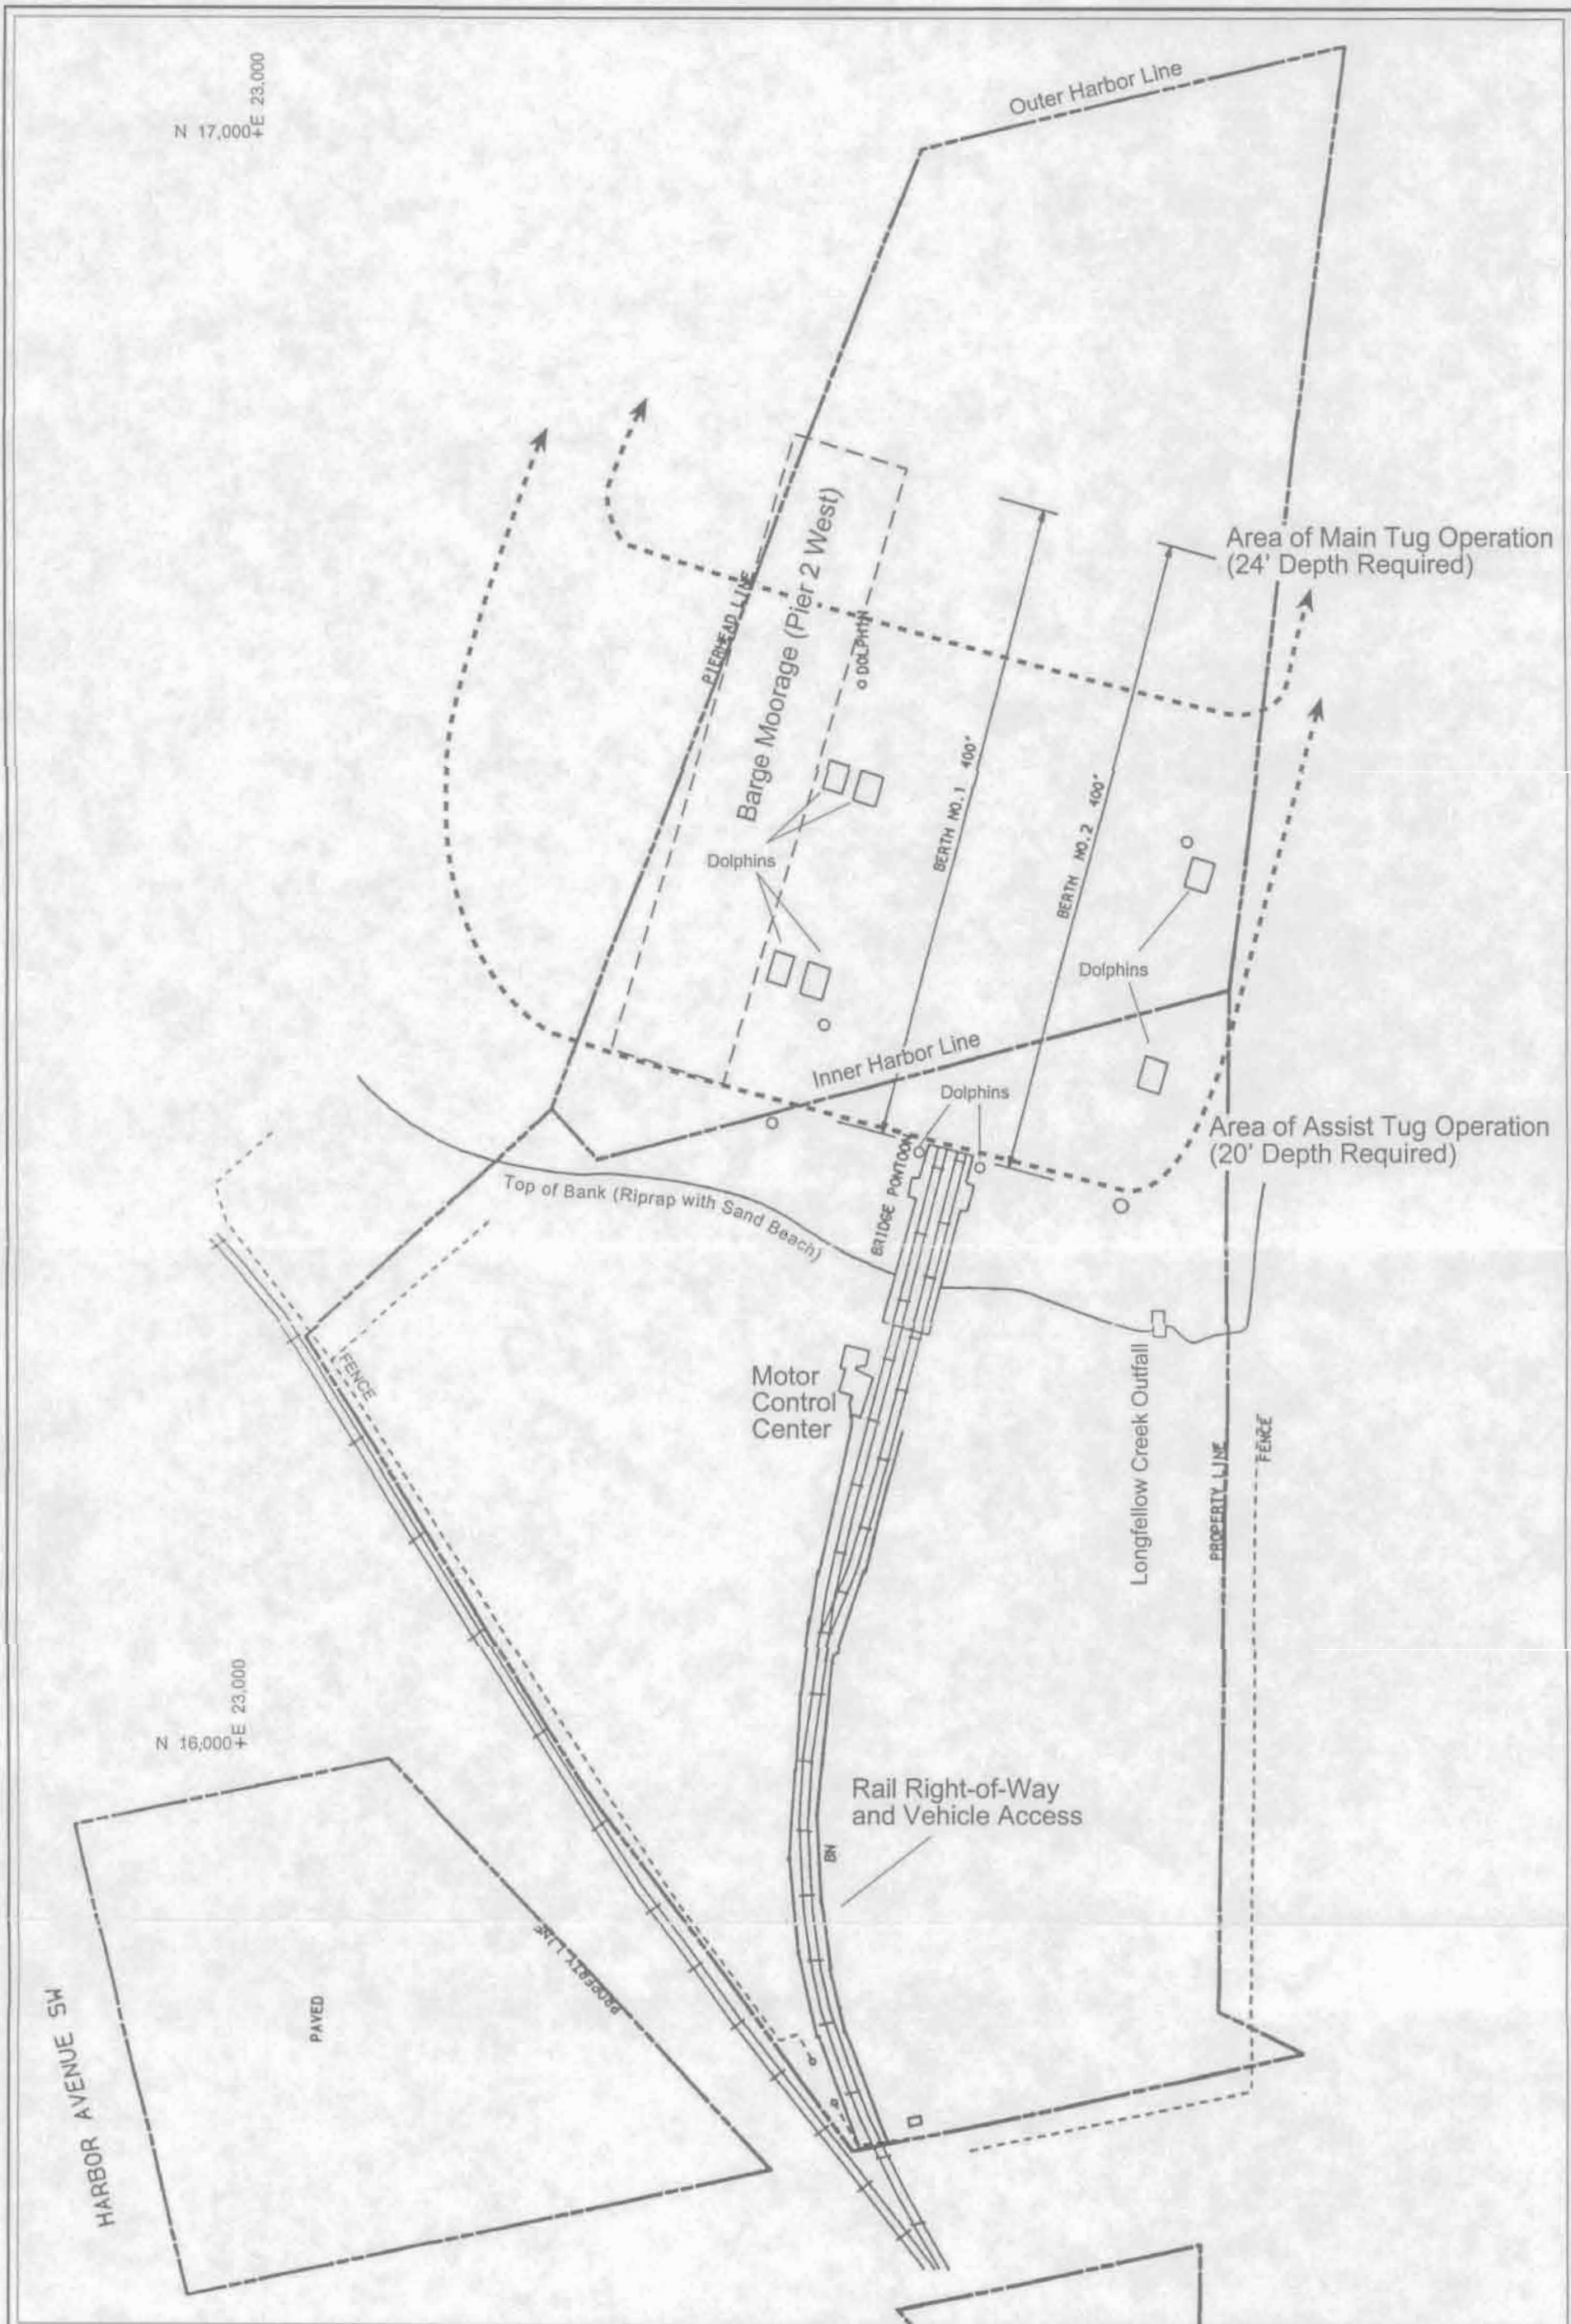 Outer Harbor Line
N 17,000+
E 23,000
Area of Main Tug Operation
(24' Depth Required)
PIERHEAD LINE
Barge Moorage (Pier 2 West)
DOLPHIN
BERTH NO.1 400'
BERTH NO.2 400'
Dolphins
Dolphins
Inner Harbor Line
Dolphins
Area of Assist Tug Operation
(20' Depth Required)
Top of Bank (Riprap with Sand Beach)
BRIDGE PONTOON
FENCE
Motor
Control
Center
Longfellow Creek Outfall
PROPERTY LINE
FENCE
N 16,000+
E 23,000
Rail Right-of-Way
and Vehicle Access
BN
PROPERTY LINE
PAVED
HARBOR AVENUE SW